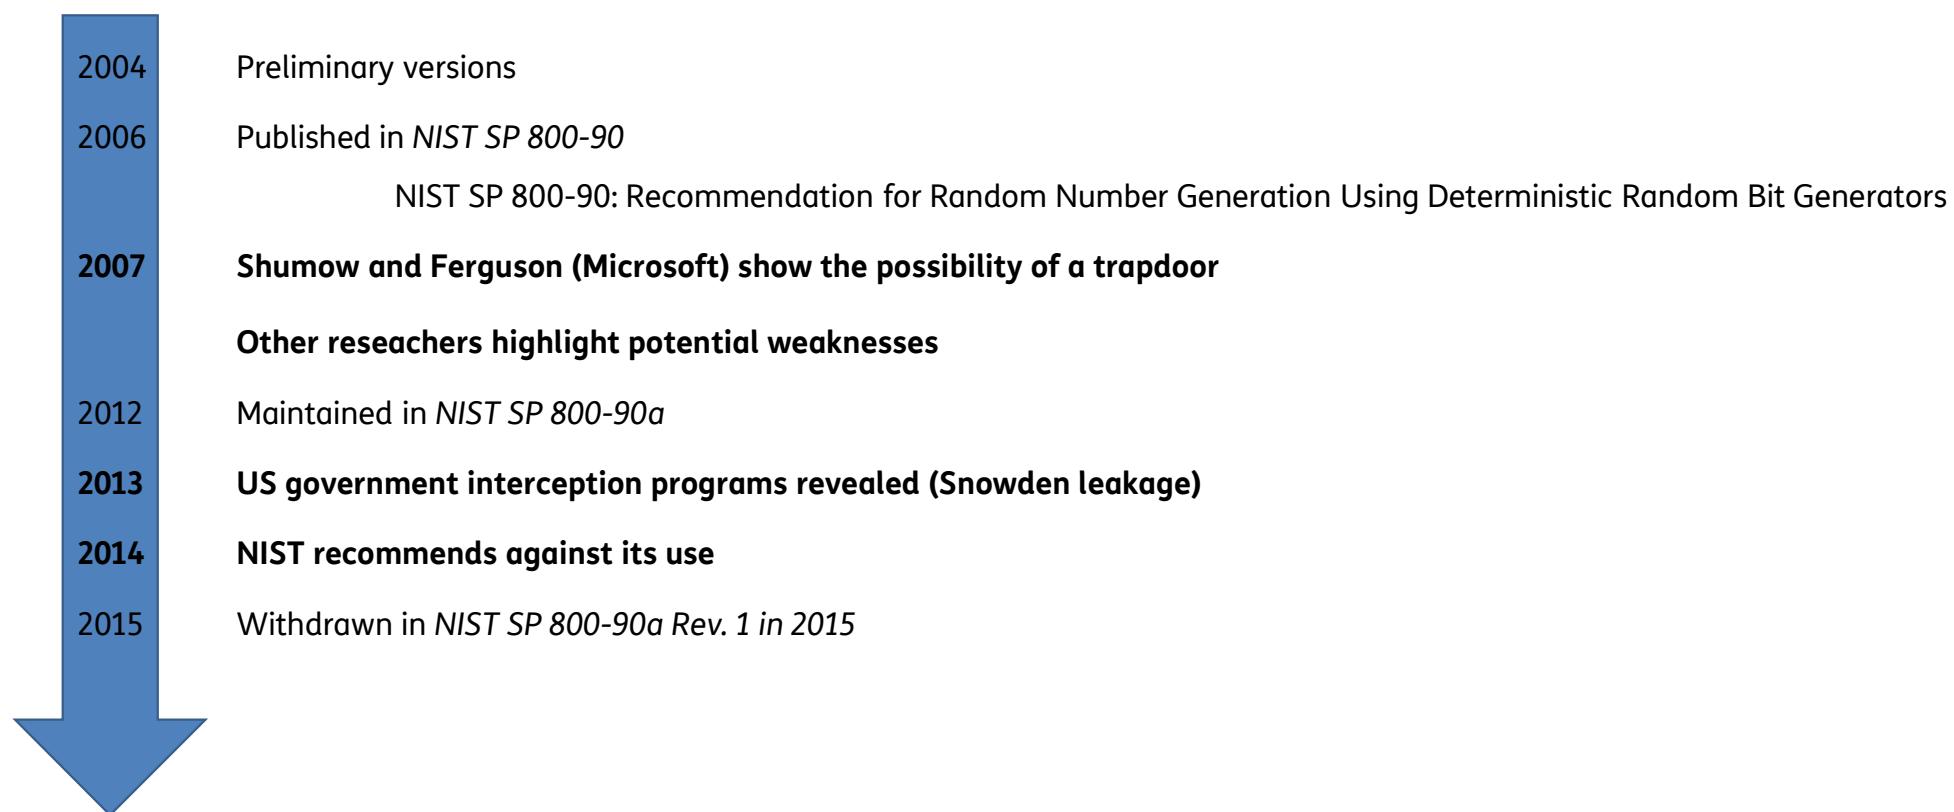 2004 Preliminary versions
2006 Published in NIST SP 800-90
NIST SP 800-90: Recommendation for Random Number Generation Using Deterministic Random Bit Generators
2007 Shumow and Ferguson (Microsoft) show the possibility of a trapdoor
Other reseachers highlight potential weaknesses
2012 Maintained in NIST SP 800-90a
2013 US government interception programs revealed (Snowden leakage)
2014 NIST recommends against its use
2015 Withdrawn in NIST SP 800-90a Rev. 1 in 2015